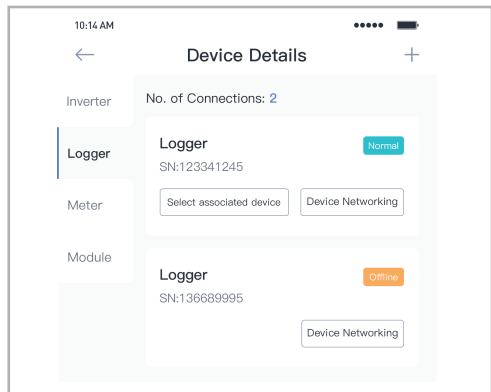 10:14 AM
Device Details
Inverter
Logger
Meter
Module
No. of Connections: 2
Logger
Normal
SN:123341245
Select associated device
Device Networking
Logger
Offline
SN:136689995
Device Networking